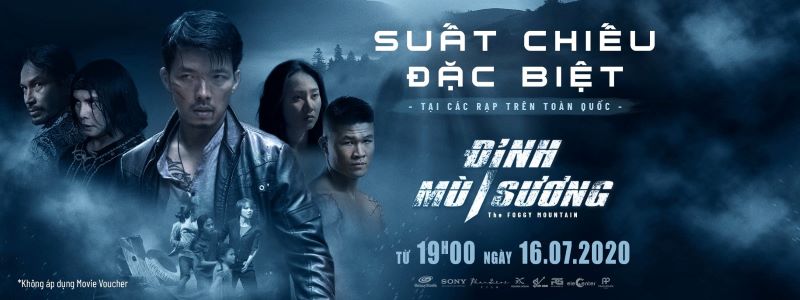 SUẤT CHIẾU
ĐẶC BIỆT
- TẠI CÁC RẠP TRÊN TOÀN QUỐC -
ĐỈNH
MÙ SƯƠNG
The FOGGY MOUNTAIN
TỪ 19H00 NGÀY 16.07.2020
SONY
*Không áp dụng Movie Voucher